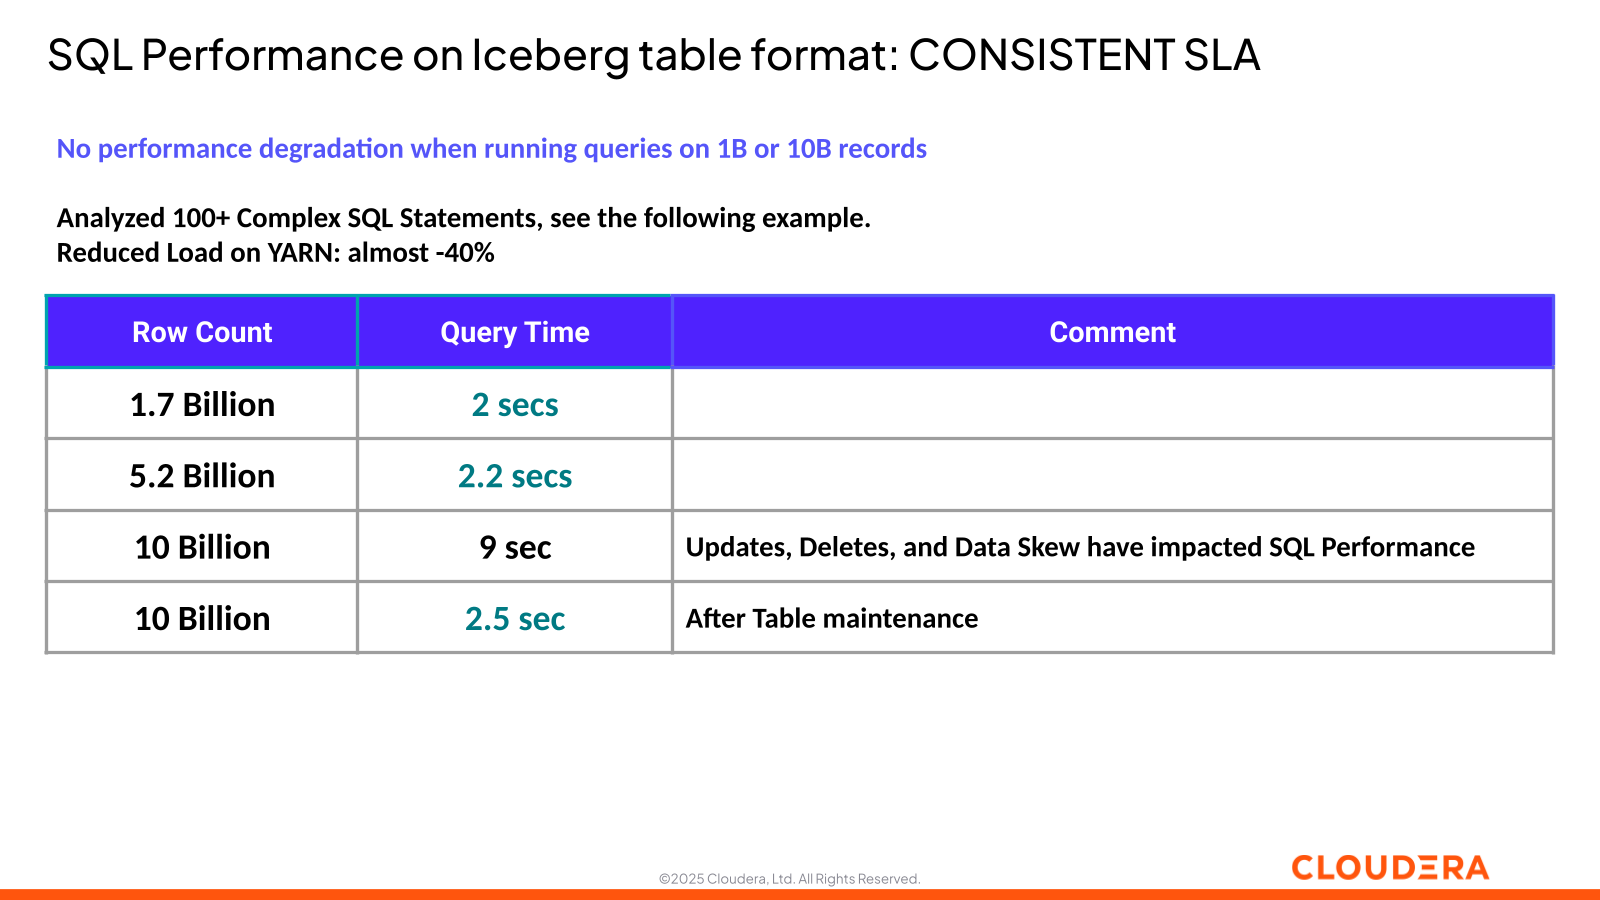 SQL Performance on Iceberg table format: CONSISTENT SLA
No performance degradation when running queries on 1B or 10B records
Analyzed 100+ Complex SQL Statements, see the following example.
Reduced Load on YARN: almost -40%
Row Count Query Time Comment
1.7 Billion 2 secs
5.2 Billion 2.2 secs
10 Billion 9 sec Updates, Deletes, and Data Skew have impacted SQL Performance
10 Billion 2.5 sec After Table maintenance
CLOUDERA
©2025 Cloudera, Ltd. All Rights Reserved.